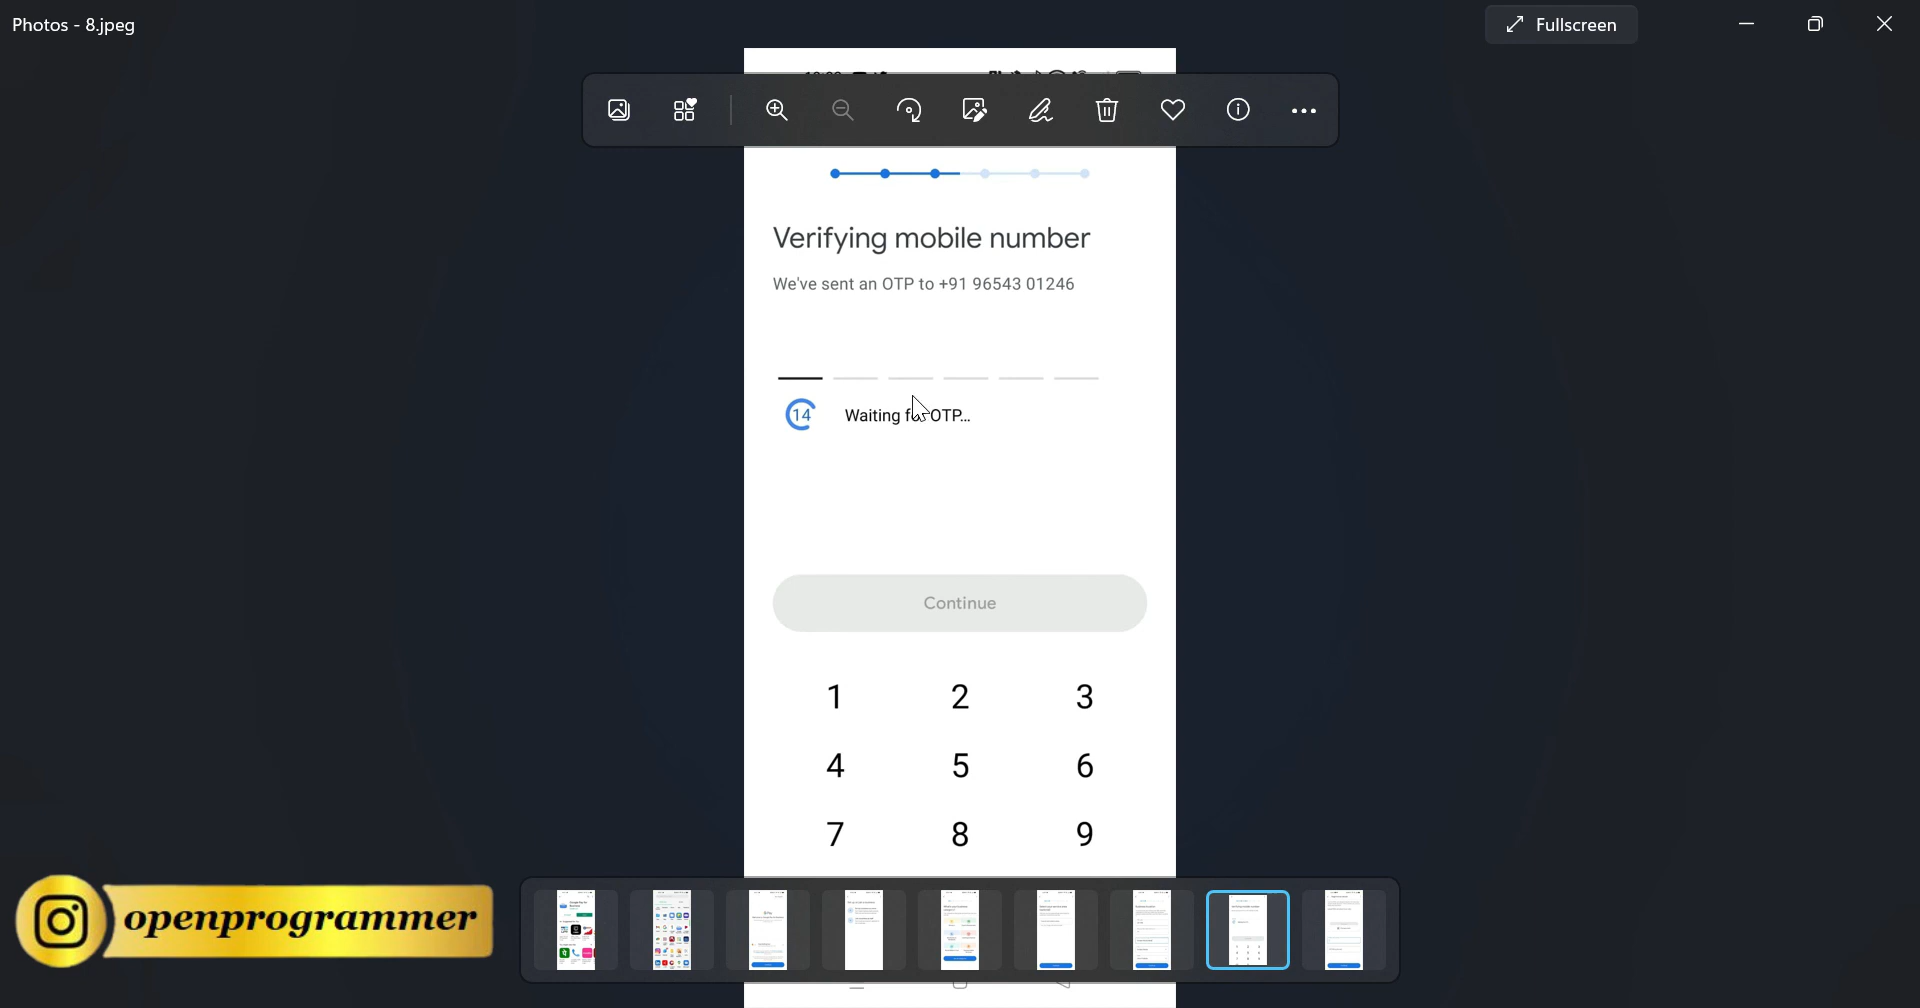 Photos - 8.jpeg
Fullscreen
Verifying mobile number
We've sent an OTP to +91 96543 01246
14 Waiting for OTP...
Continue
1 2 3
4 5 6
7 8 9
openprogrammer